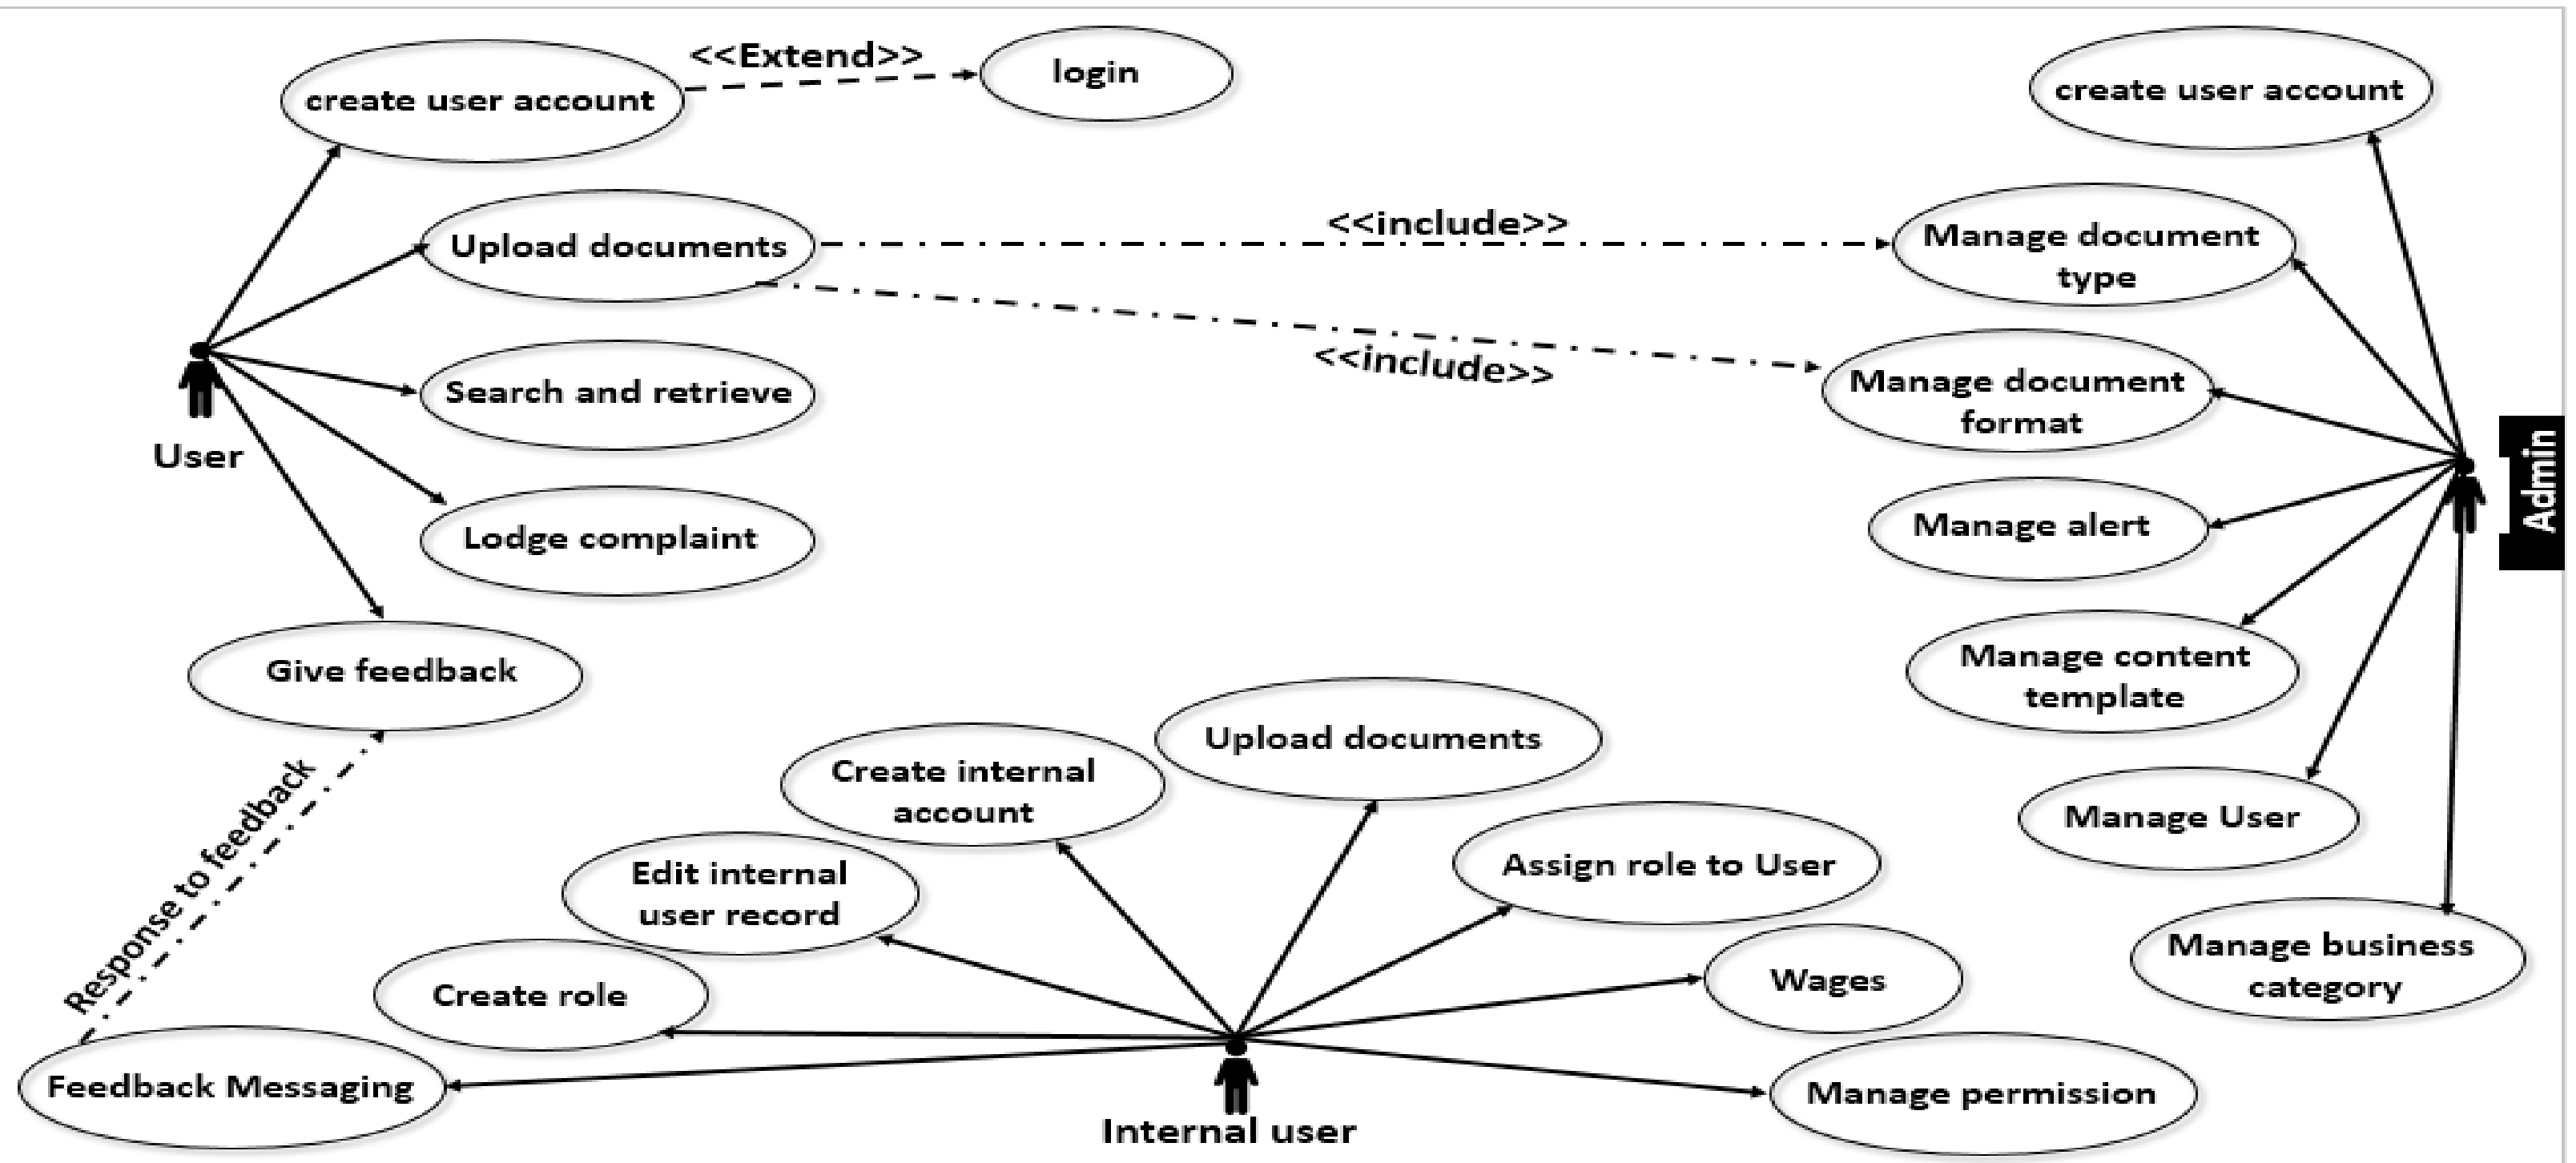 <<Extend>>
login
create user account
create user account
<<include>>
Upload documents
Manage document
type
<<include>>
Search and retrieve
Manage document
format
User
Admin
Lodge complaint
Manage alert
Give feedback
Manage content
template
Upload documents
Create internal
account
Response to feedback
Manage User
Edit internal
user record
Assign role to User
Manage business
category
Create role
Wages
Feedback Messaging
Manage permission
Internal user